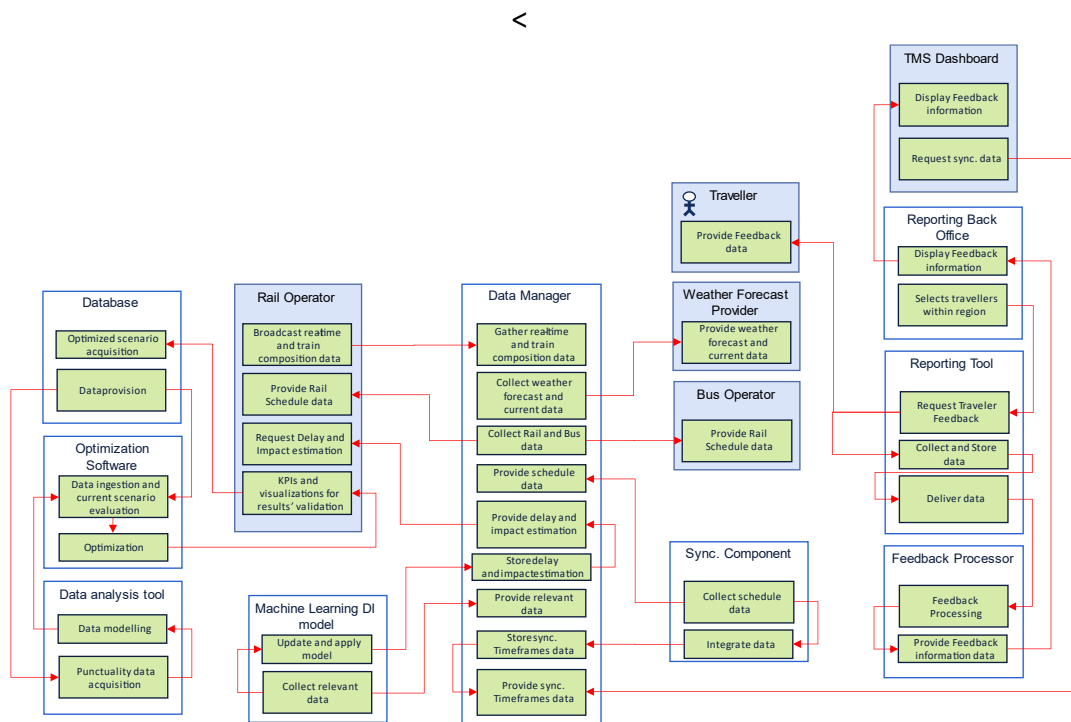 <
TMS Dashboard
Display Feedback
information
Request sync. data
Traveller
Provide Feedback
data
Reporting Back
Office
Display Feedback
information
Selects travellers
within region
Database
Optimized scenario
acquisition
Dataprovision
Rail Operator
Broadcast realtime
and train composition
data
Provide Rail
Schedule data
Request Delay and
Impact estimation
KPIs and
visualizations for
results' validation
Data Manager
Gather realtime
and train
composition data
Collect weather
forecast and
current data
Collect Rail and Bus
data
Provide schedule
data
Provide delay and
impact estimation
Storedelay
and impactestimation
Provide relevant
data
Storesync.
Timeframes data
Provide sync.
Timeframes data
Weather Forecast
Provider
Provide weather
forecast and
current data
Bus Operator
Provide Rail
Schedule data
Reporting Tool
Request Traveler
Feedback
Collect and Store
data
Deliver data
Optimization
Software
Data ingestion and
current scenario
evaluation
Optimization
Data analysis tool
Data modelling
Punctuality data
acquisition
Machine Learning DI
model
Update and apply
model
Collect relevant
data
Sync. Component
Collect schedule
data
Integrate data
Feedback Processor
Feedback
Processing
Provide Feedback
information data